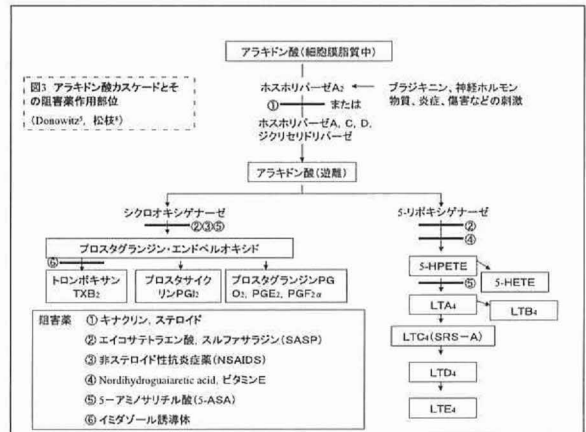 アラキドン酸(細胞膜脂質中)
図3 アラキドン酸カスケードとそ
の阻害薬作用部位
(Donowitz⁵, 松枝⁸)
ホスホリパーゼA₂
ブラジキニン、神経ホルモン
物質、炎症、傷害などの刺激
①
または
ホスホリパーゼA, C, D,
ジクリセリドリパーゼ
アラキドン酸(遊離)
シクロオキシゲナーゼ
②③⑤
5-リポキシゲナーゼ
②
④
プロスタグランジン・エンドペルオキシド
⑥
トロンボキサン
TXB₂
プロスタサイク
リンPGI₂
プロスタグランジンPG
O₂, PGE₂, PGF₂α
5-HPETE
5-HETE
⑤
LTA₄
LTB₄
LTC₄(SRS-A)
LTD₄
LTE₄
阻害薬 ①キナクリン、ステロイド
②エイコサテトラエン酸、スルファサラジン(SASP)
③非ステロイド性抗炎症薬(NSAIDS)
④Nordihydroguaiaretic acid, ビタミンE
⑤5-アミノサリチル酸(5-ASA)
⑥イミダゾール誘導体